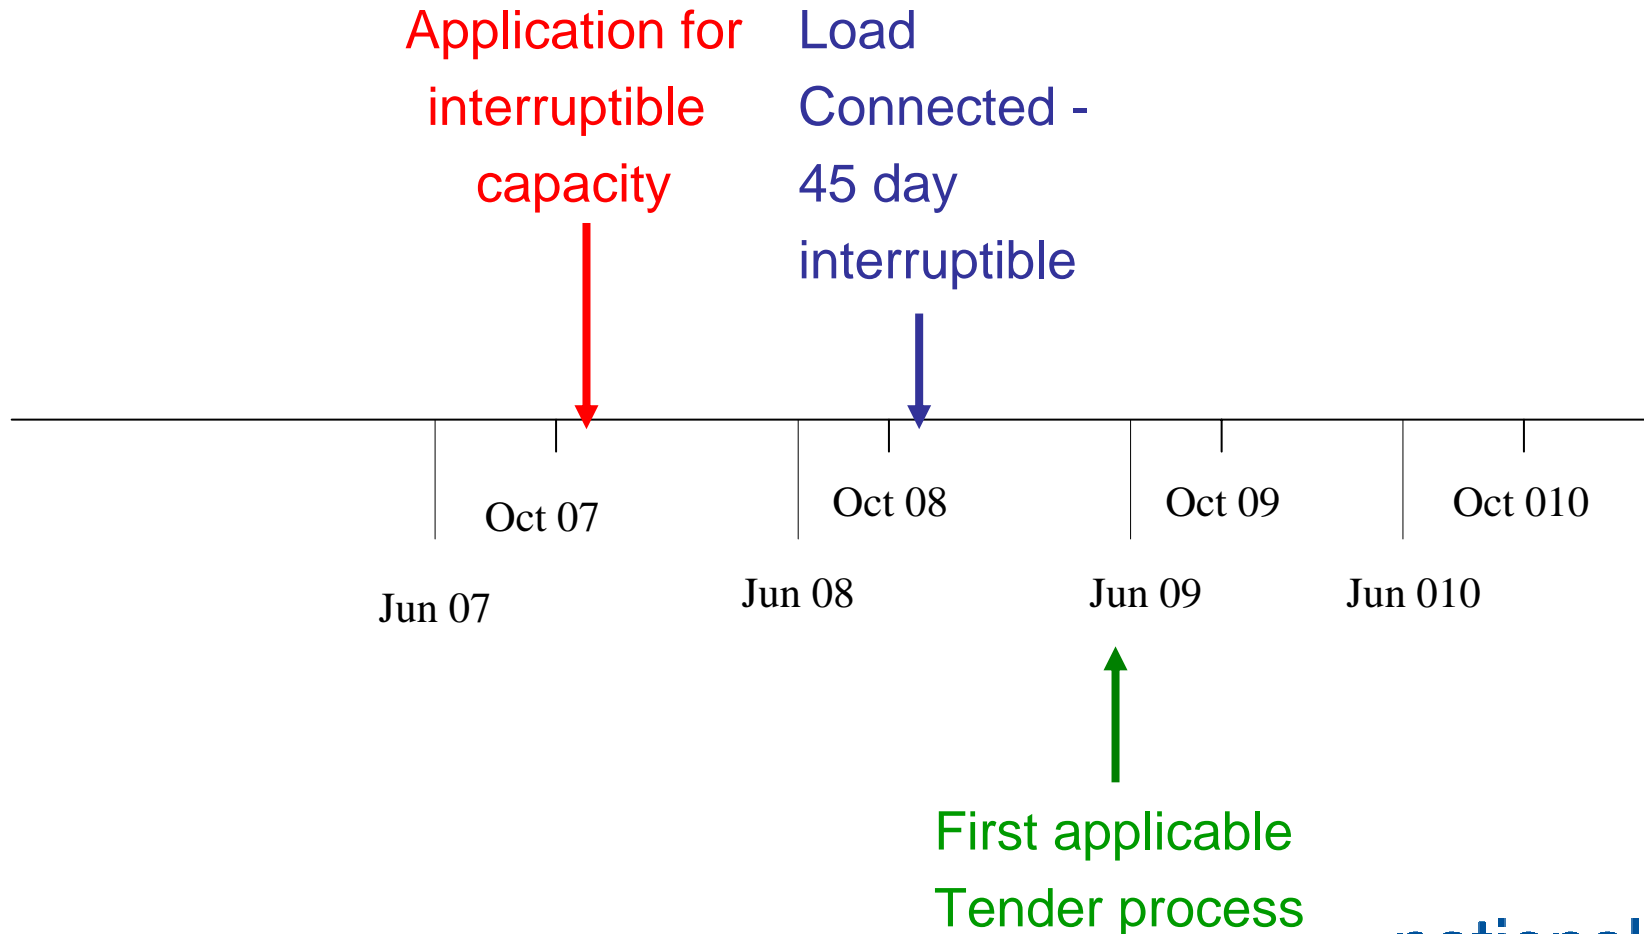 Application for
interruptible
capacity
Load
Connected -
45 day
interruptible
Oct 07
Oct 08
Oct 09
Oct 010
Jun 07
Jun 08
Jun 09
Jun 010
First applicable
Tender process
national